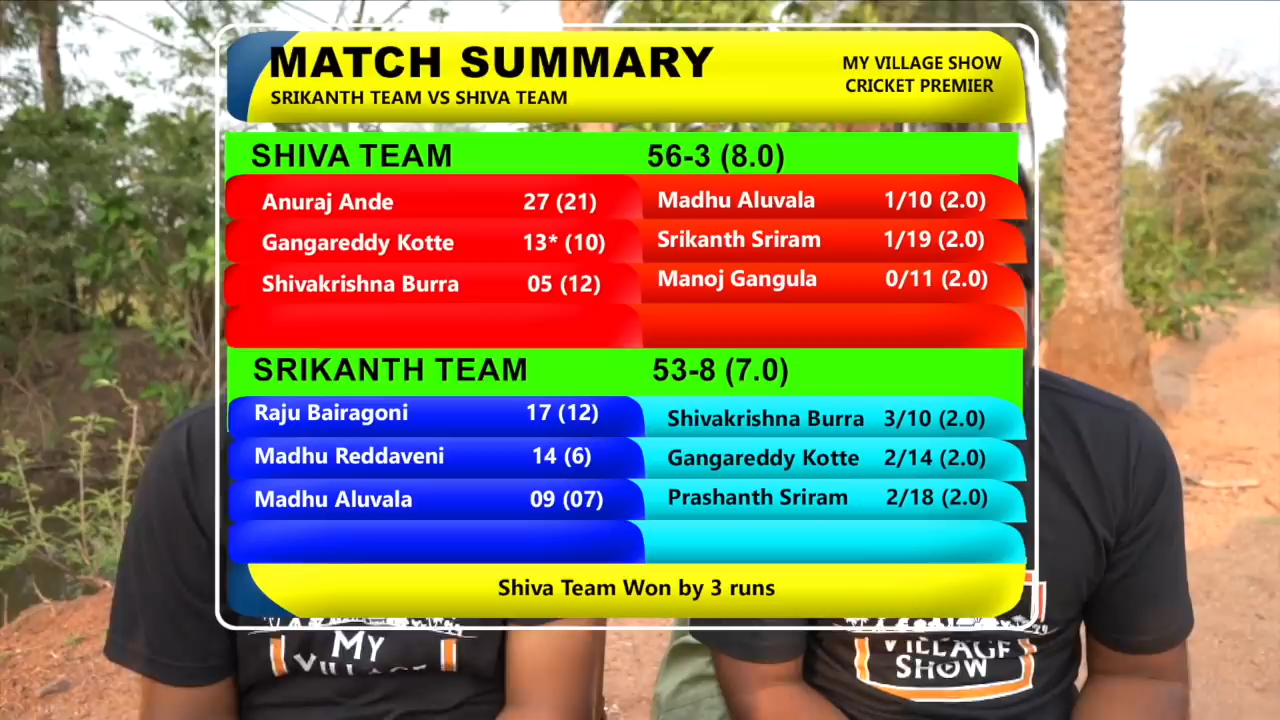 MATCH SUMMARY
SRIKANTH TEAM VS SHIVA TEAM
MY VILLAGE SHOW
CRICKET PREMIER
SHIVA TEAM 56-3 (8.0)
Anuraj Ande 27 (21) Madhu Aluvala 1/10 (2.0)
Gangareddy Kotte 13* (10) Srikanth Sriram 1/19 (2.0)
Shivakrishna Burra 05 (12) Manoj Gangula 0/11 (2.0)
SRIKANTH TEAM 53-8 (7.0)
Raju Bairagoni 17 (12) Shivakrishna Burra 3/10 (2.0)
Madhu Reddaveni 14 (6) Gangareddy Kotte 2/14 (2.0)
Madhu Aluvala 09 (07) Prashanth Sriram 2/18 (2.0)
Shiva Team Won by 3 runs
MY
VILLAGE
VILLAGE
SHOW